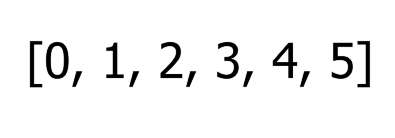 [0, 1, 2, 3, 4, 5]